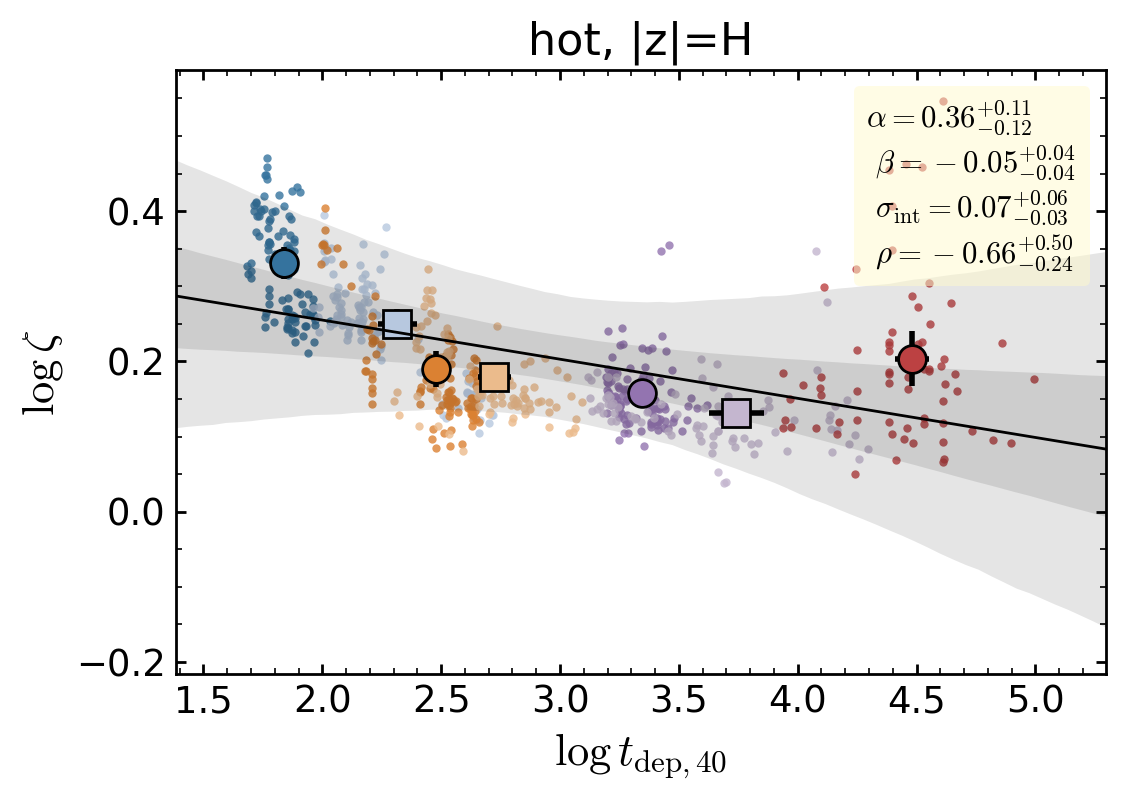 hot, |z|=H
α = 0.36 +0.11 −0.12
β = −0.05 +0.04 −0.04
σint = 0.07 +0.06 −0.03
ρ = −0.66 +0.50 −0.24
log ζ
0.4
0.2
0.0
−0.2
1.5 2.0 2.5 3.0 3.5 4.0 4.5 5.0
log tdep, 40